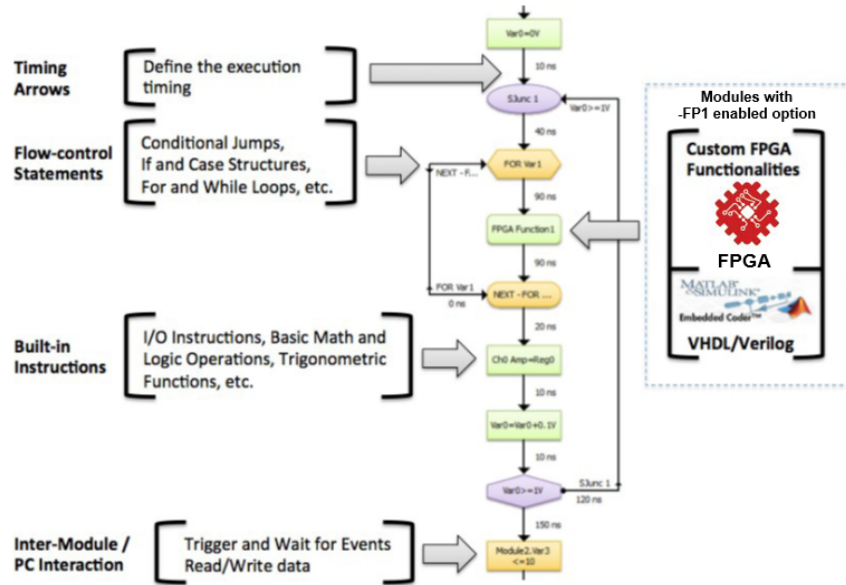 Var0=0V
10 ns
Timing
Arrows
Define the execution
timing
SJunc 1
Var0>=1V
40 ns
Modules with
-FP1 enabled option
Flow-control
Statements
Conditional Jumps,
If and Case Structures,
For and While Loops, etc.
NEXT - F...
FOR Var1
90 ns
Custom FPGA
Functionalities
FPGA Function1
FPGA
90 ns
FOR Var1
0 ns
NEXT - FOR ...
MATLAB
&SIMULINK
Embedded Coder™
VHDL/Verilog
20 ns
Built-in
Instructions
I/O Instructions, Basic Math and
Logic Operations, Trigonometric
Functions, etc.
Ch0 Amp=Reg0
10 ns
Var0=Var0+0.1V
10 ns
Var0>=1V
SJunc 1
120 ns
150 ns
Inter-Module /
PC Interaction
Trigger and Wait for Events
Read/Write data
Module2.Var3
<=10